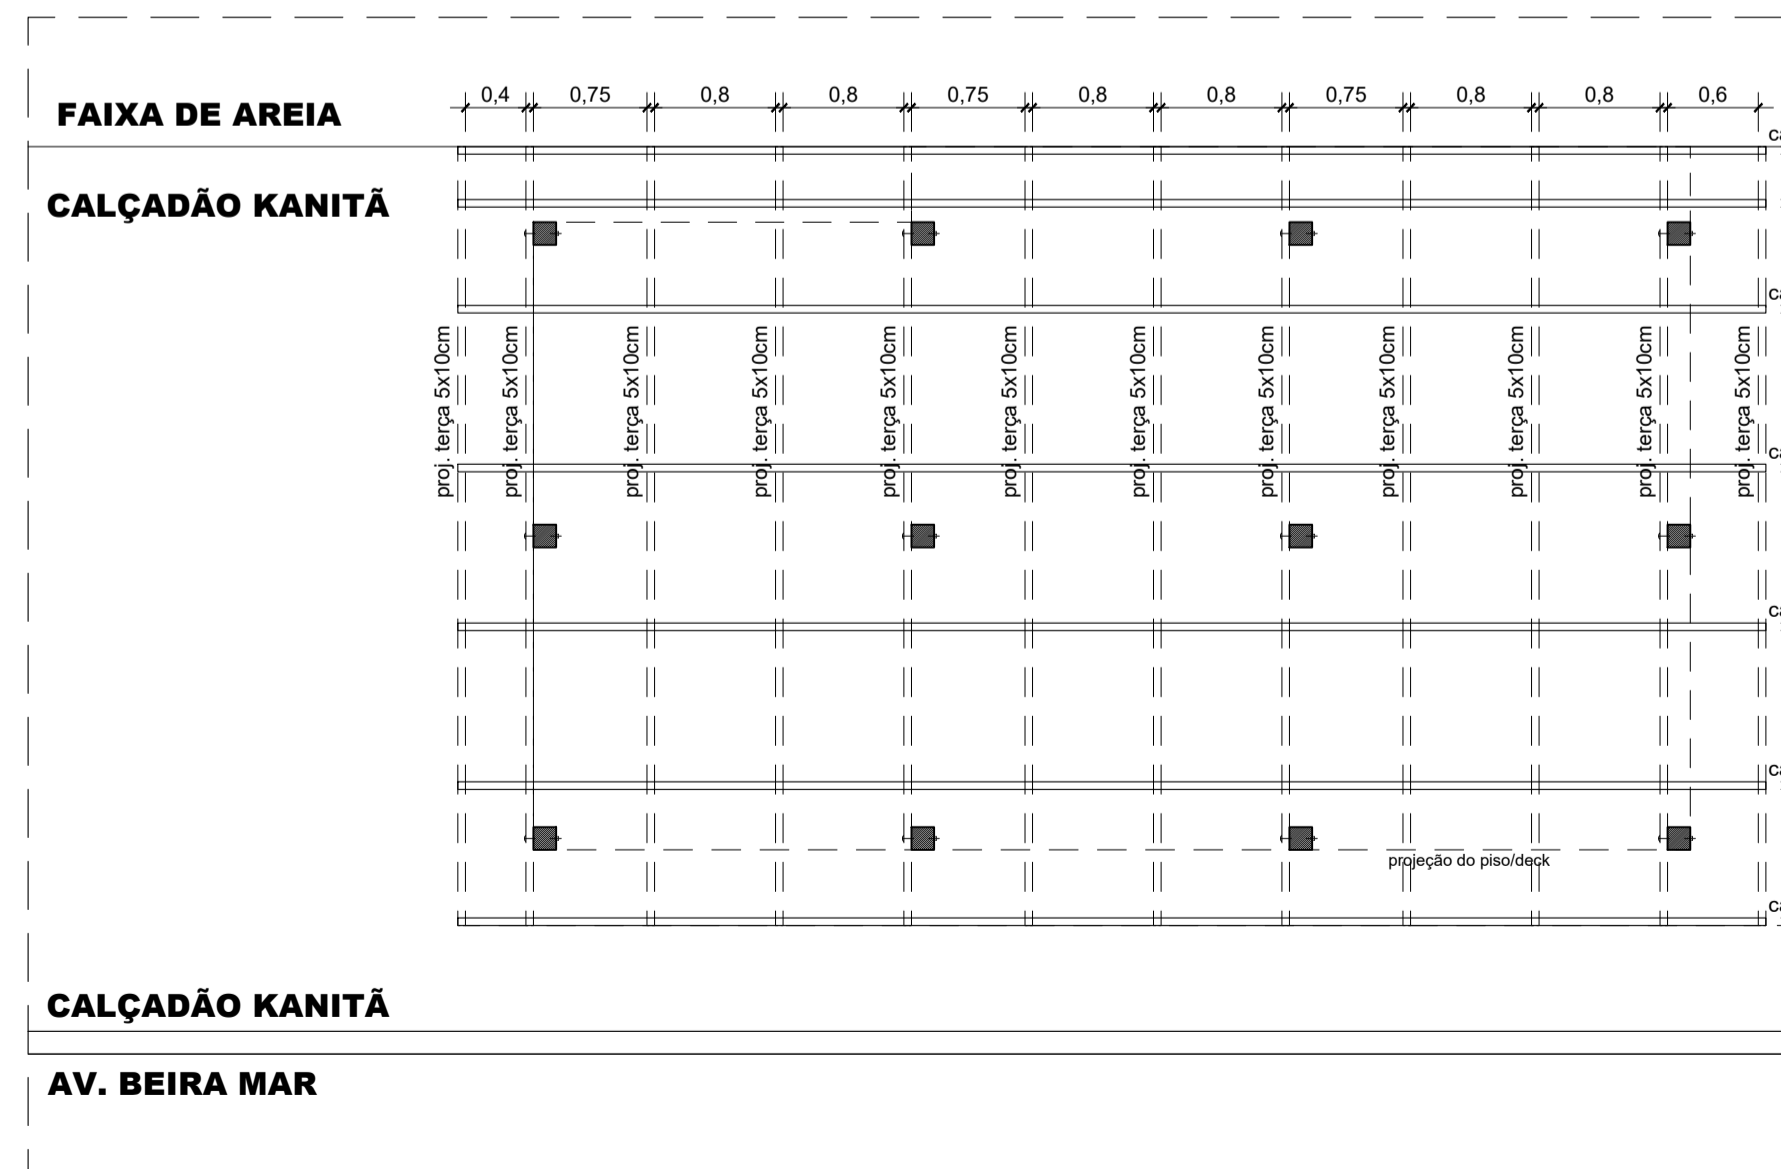 0,4 0,75 0,8 0,8 0,75 0,8 0,8 0,75 0,8 0,8 0,6
FAIXA DE AREIA
CALÇADÃO KANITÃ
proj. terça 5x10cm
proj. terça 5x10cm
proj. terça 5x10cm
proj. terça 5x10cm
proj. terça 5x10cm
proj. terça 5x10cm
proj. terça 5x10cm
proj. terça 5x10cm
proj. terça 5x10cm
proj. terça 5x10cm
proj. terça 5x10cm
proj. terça 5x10cm
projeção do piso/deck
CALÇADÃO KANITÃ
AV. BEIRA MAR